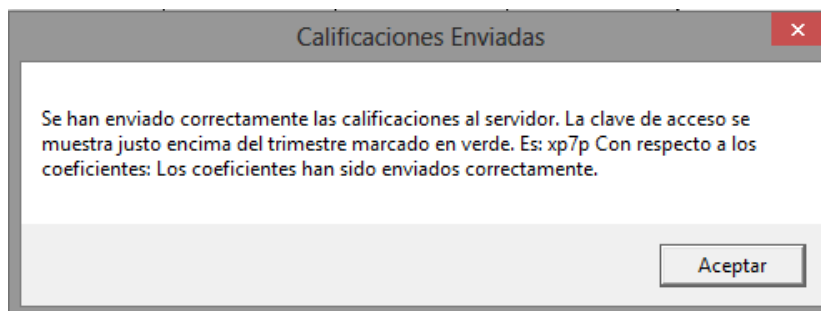 Calificaciones Enviadas
Se han enviado correctamente las calificaciones al servidor. La clave de acceso se
muestra justo encima del trimestre marcado en verde. Es: xp7p Con respecto a los
coeficientes: Los coeficientes han sido enviados correctamente.
Aceptar